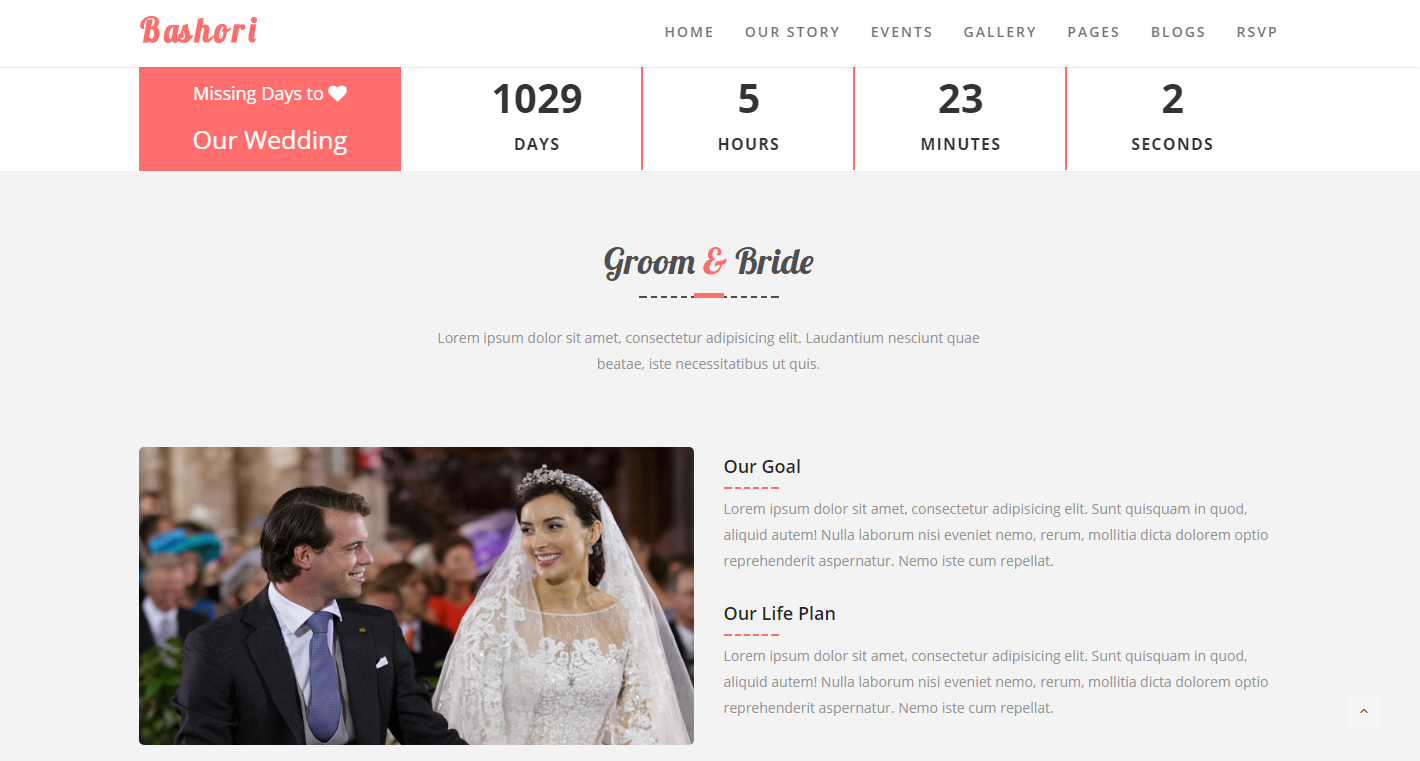 Bashori
HOME OUR STORY EVENTS GALLERY PAGES BLOGS RSVP
Missing Days to
Our Wedding
1029
DAYS
5
HOURS
23
MINUTES
2
SECONDS
Groom & Bride
Lorem ipsum dolor sit amet, consectetur adipisicing elit. Laudantium nesciunt quae
beatae, iste necessitatibus ut quis.
Our Goal
Lorem ipsum dolor sit amet, consectetur adipisicing elit. Sunt quisquam in quod,
aliquid autem! Nulla laborum nisi eveniet nemo, rerum, mollitia dicta dolorem optio
reprehenderit aspernatur. Nemo iste cum repellat.
Our Life Plan
Lorem ipsum dolor sit amet, consectetur adipisicing elit. Sunt quisquam in quod,
aliquid autem! Nulla laborum nisi eveniet nemo, rerum, mollitia dicta dolorem optio
reprehenderit aspernatur. Nemo iste cum repellat.